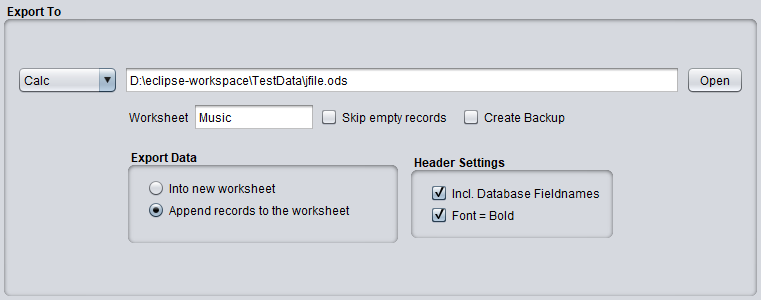 Export To
Calc D:\eclipse-workspace\TestData\jfile.ods Open
Worksheet Music Skip empty records Create Backup
Export Data
Into new worksheet
Append records to the worksheet
Header Settings
Incl. Database Fieldnames
Font = Bold